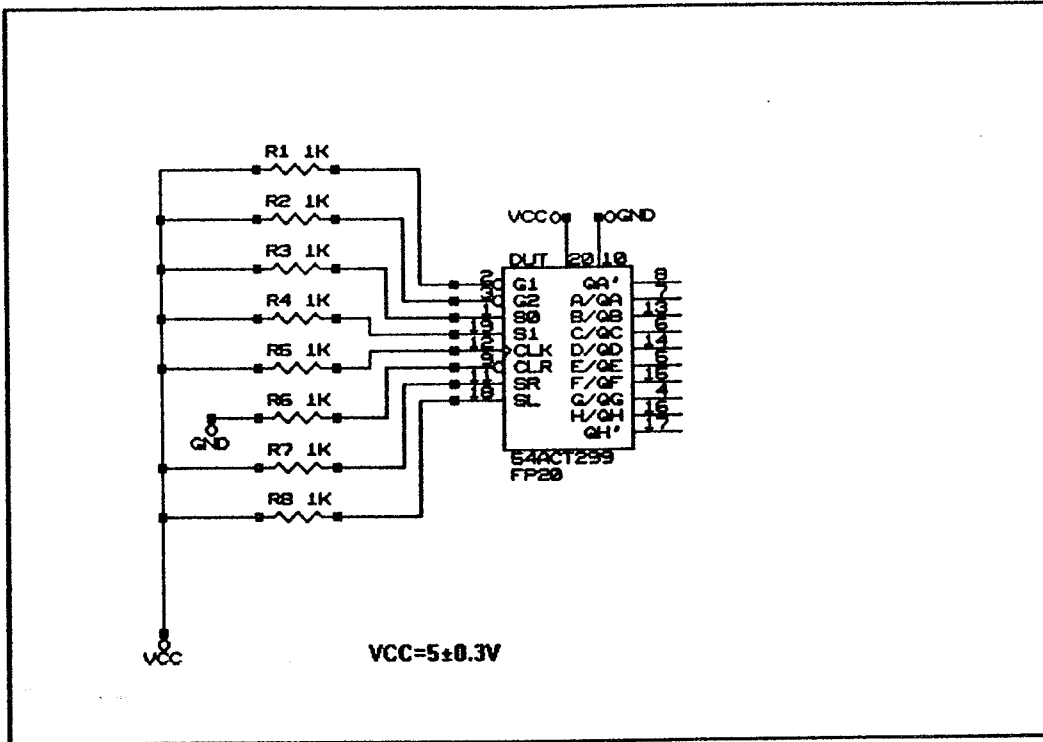 R1 1K
R2 1K
R3 1K
R4 1K
R5 1K
R6 1K
R7 1K
R8 1K
GND
VCC
VCC GND
DUT 20 10
2 G1 QA' 8
3 G2 A/QA 7
1 S0 B/QB 13
19 S1 C/QC 6
12 CLK D/QD 14
9 CLR E/QE 5
11 SR F/QF 15
18 SL G/QG 4
H/QH 16
QH' 17
54ACT299
FP20
VCC=5±0.3V